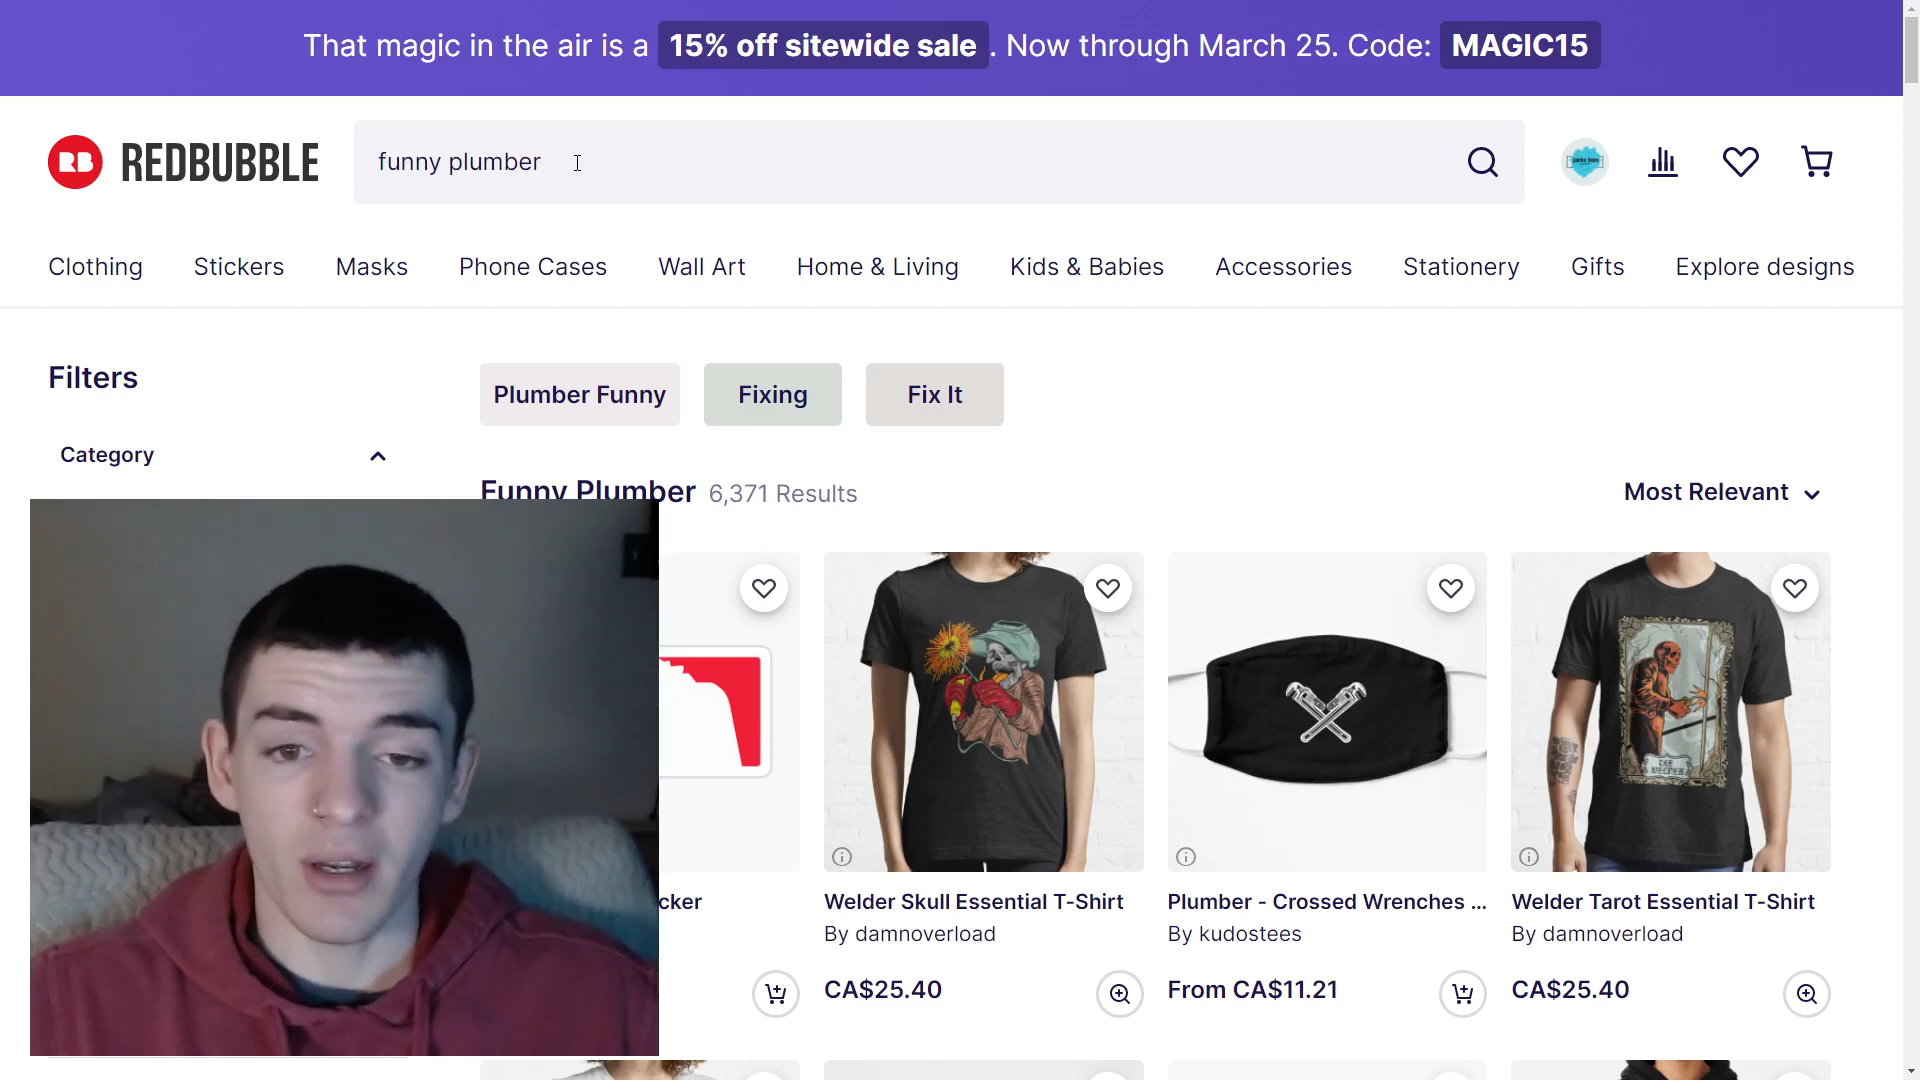 That magic in the air is a 15% off sitewide sale . Now through March 25. Code: MAGIC15
RB REDBUBBLE
funny plumber
Clothing Stickers Masks Phone Cases Wall Art Home & Living Kids & Babies Accessories Stationery Gifts Explore designs
Filters
Plumber Funny Fixing Fix It
Category
Funny Plumber 6,371 Results
Most Relevant
THE WELDER
cker
Welder Skull Essential T-Shirt
Plumber - Crossed Wrenches ...
Welder Tarot Essential T-Shirt
By damnoverload
By kudostees
By damnoverload
CA$25.40
From CA$11.21
CA$25.40